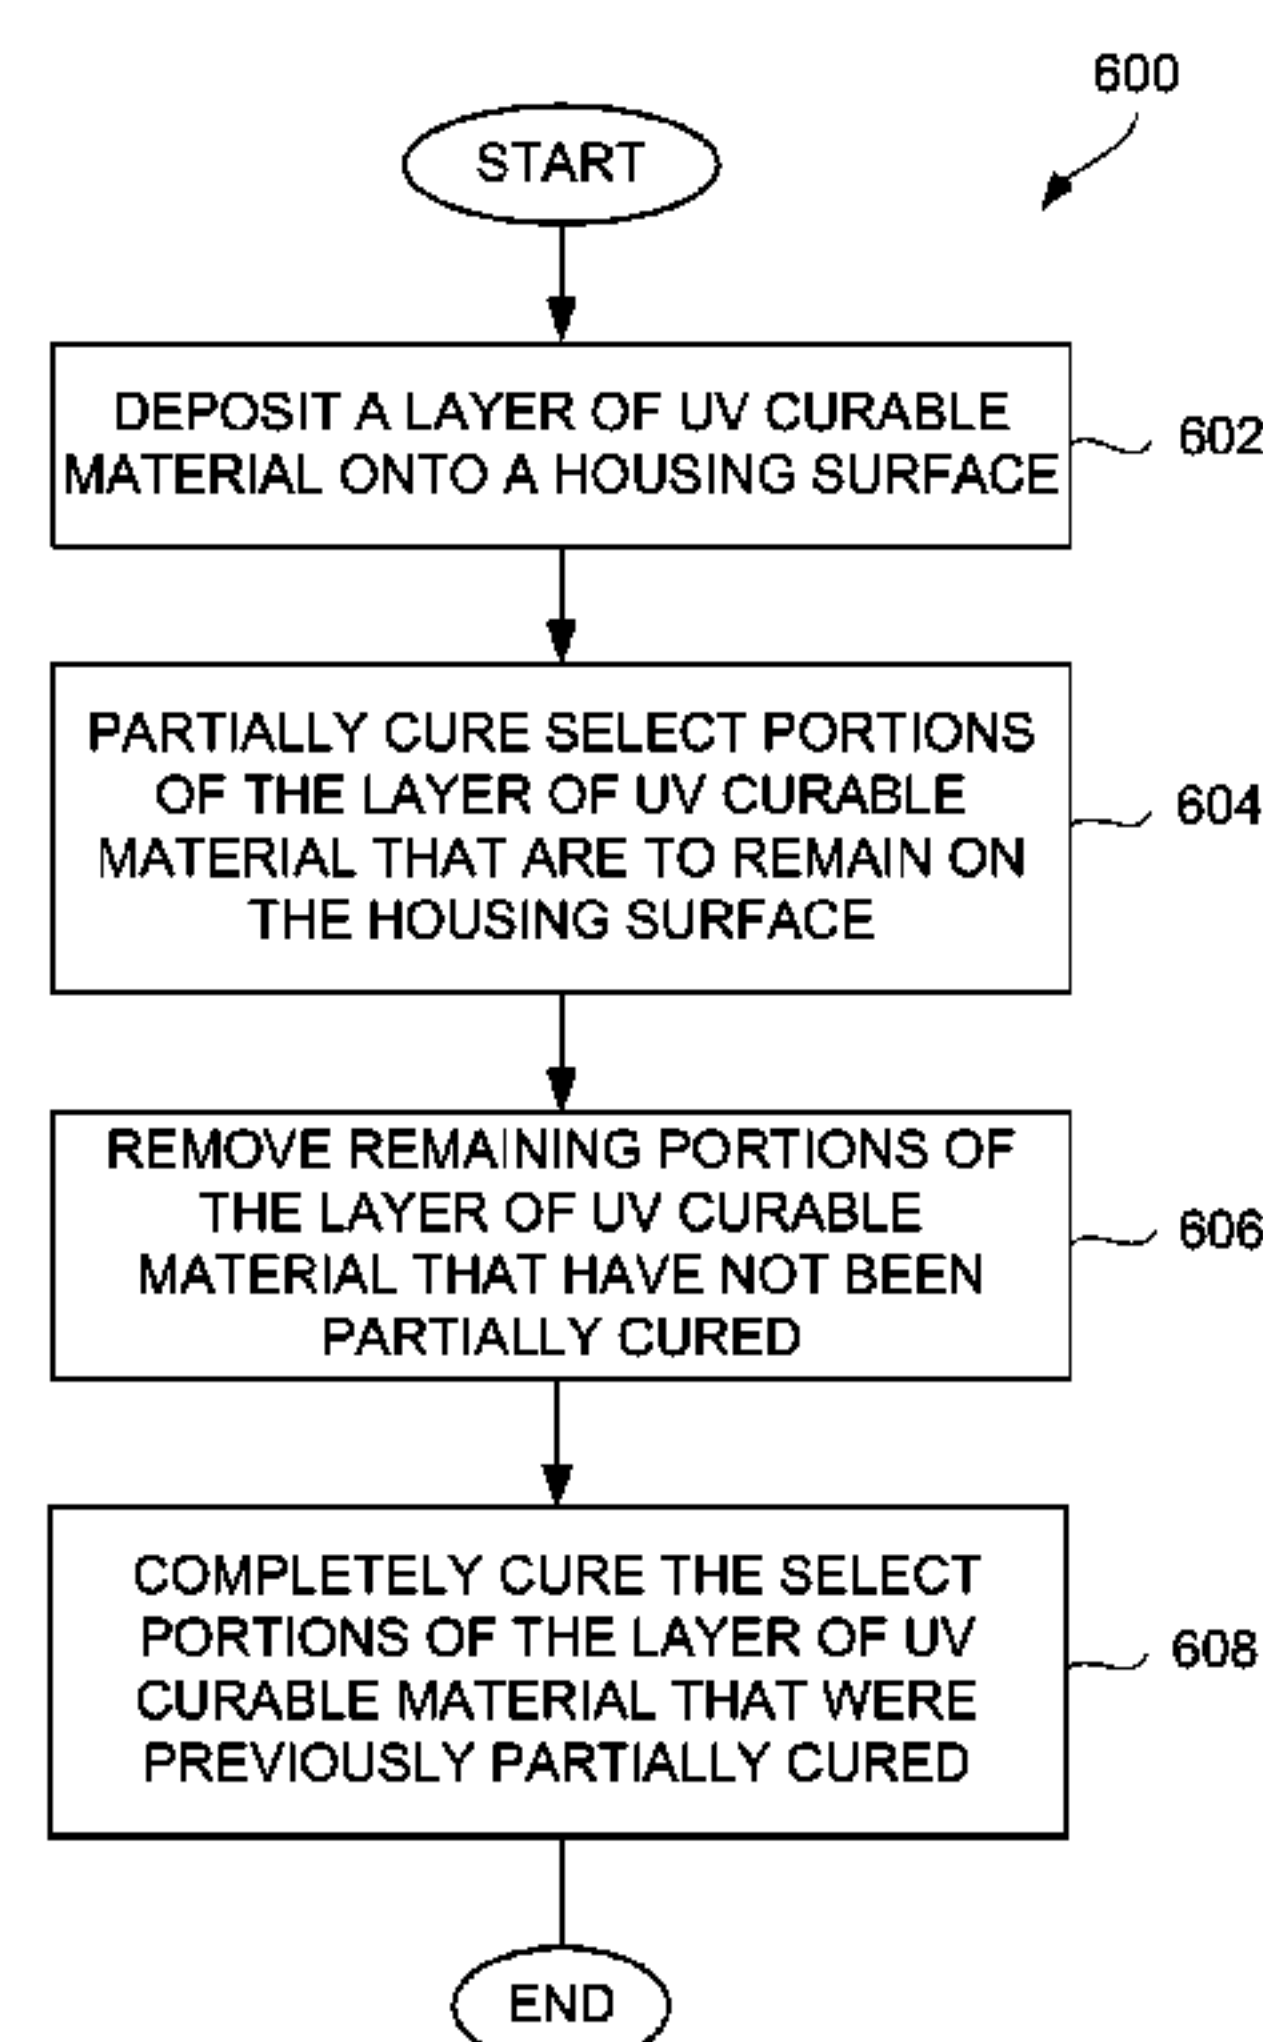 600
START
DEPOSIT A LAYER OF UV CURABLE
MATERIAL ONTO A HOUSING SURFACE
602
PARTIALLY CURE SELECT PORTIONS
OF THE LAYER OF UV CURABLE
MATERIAL THAT ARE TO REMAIN ON
THE HOUSING SURFACE
604
REMOVE REMAINING PORTIONS OF
THE LAYER OF UV CURABLE
MATERIAL THAT HAVE NOT BEEN
PARTIALLY CURED
606
COMPLETELY CURE THE SELECT
PORTIONS OF THE LAYER OF UV
CURABLE MATERIAL THAT WERE
PREVIOUSLY PARTIALLY CURED
608
END